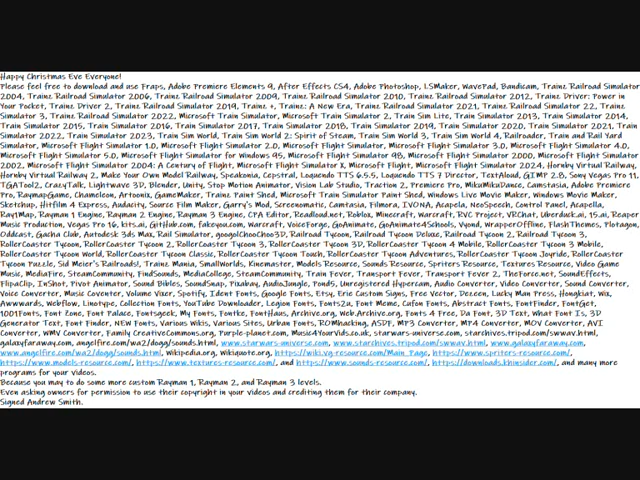 Happy Christmas Eve Everyone!
Please feel free to download and use Fraps, Adobe Premiere Elements 9, After Effects CS4, Adobe Photoshop, LSMaker, WavePad, Bandicam, Trainz Railroad Simulator
2004, Trainz Railroad Simulator 2006, Trainz Railroad Simulator 2009, Trainz Railroad Simulator 2010, Trainz Railroad Simulator 2012, Trainz Driver: Power in
Your Pocket, Trainz Driver 2, Trainz Railroad Simulator 2019, Trainz +, Trainz: A New Era, Trainz Railroad Simulator 2021, Trainz Railroad Simulator 22, Trainz
Simulator 3, Trainz Railroad Simulator 2022, Microsoft Train Simulator, Microsoft Train Simulator 2, Train Sim Lite, Train Simulator 2013, Train Simulator 2014,
Train Simulator 2015, Train Simulator 2016, Train Simulator 2017, Train Simulator 2018, Train Simulator 2019, Train Simulator 2020, Train Simulator 2021, Train
Simulator 2022, Train Simulator 2023, Train Sim World, Train Sim World 2: Spirit of Steam, Train Sim World 3, Train Sim World 4, Railroader, Train and Rail Yard
Simulator, Microsoft Flight Simulator 1.0, Microsoft Flight Simulator 2.0, Microsoft Flight Simulator, Microsoft Flight Simulator 3.0, Microsoft Flight Simulator 4.0,
Microsoft Flight Simulator 5.0, Microsoft Flight Simulator for Windows 95, Microsoft Flight Simulator 98, Microsoft Flight Simulator 2000, Microsoft Flight Simulator
2002, Microsoft Flight Simulator 2004: A Century of Flight, Microsoft Flight Simulator X, Microsoft Flight, Microsoft Flight Simulator 2024, Hornby Virtual Railway,
Hornby Virtual Railway 2, Make Your Own Model Railway, Speakonia, Cepstral, Loquendo TTS 6.5.5, Loquendo TTS 7 Director, TextAloud, GIMP 2.8, Sony Vegas Pro 11,
TGATool2, CrazyTalk, Lightwave 3D, Blender, Unity, Stop Motion Animator, Vision Lab Studio, Traction 2, Premiere Pro, MikuMikuDance, Camstasia, Adobe Premiere
Pro, RaymapGame, Chameleon, Artoonix, GameMaker, Trainz Paint Shed, Microsoft Train Simulator Paint Shed, Windows Live Movie Maker, Windows Movie Maker,
Sketchup, Hitfilm 4 Express, Audacity, Source Film Maker, Garry's Mod, Screenomatic, Camtasia, Filmora, IVONA, Acapela, NeoSpeech, Control Panel, Acapella,
Ray1Map, Rayman 1 Engine, Rayman 2 Engine, Rayman 3 Engine, CPA Editor, Readloud.net, Roblox, Minecraft, Warcraft, RVC Project, VRChat, Uberduck.ai, 15.ai, Reaper
Music Production, Vegas Pro 16, kits.ai, GitHub.com, fakeyou.com, Warcraft, VoiceForge, GoAnimate, GoAnimate4Schools, Vyond, WrapperOffline, FlashThemes, Plotagon,
Oddcast, Gacha Club, Autodesk 3ds Max, Rail Simulator, googolChooChoo3D, Railroad Tycoon, Railroad Tycoon Deluxe, Railroad Tycoon 2, Railroad Tycoon 3,
RollerCoaster Tycoon, RollerCoaster Tycoon 2, RollerCoaster Tycoon 3, RollerCoaster Tycoon 3D, RollerCoaster Tycoon 4 Mobile, RollerCoaster Tycoon 3 Mobile,
RollerCoaster Tycoon World, RollerCoaster Tycoon Classic, RollerCoaster Tycoon Touch, RollerCoaster Tycoon Adventures, RollerCoaster Tycoon Joyride, RollerCoaster
Tycoon Puzzle, Sid Meier's Railroads!, Trainz Mania, SmallWorlds, Kinemaster, Models Resource, Sounds Resource, Spriters Resource, Textures Resource, Video Game
Music, MediaFire, SteamCommunity, FindSounds, MediaCollege, SteamCommunity, Train Fever, Transport Fever, Transport Fever 2, TheForce.net, SoundEffects,
FlipaClip, InShot, Pivot Animator, Sound Bibles, SoundSnap, Pixabay, AudioJungle, Pond5, Unregistered Hypercam, Audio Converter, Video Converter, Sound Converter,
Voice Converter, Music Coventer, Volume Vixer, Spotify, Ident Fonts, Google Fonts, Etsy, Eric Custom Signs, Free Vector, Dezeen, Lucky Man Press, Hongkiat, Wix,
Awwwards, Webflow, Linotype, Collection Fonts, YouTube Downloader, Legion Fonts, Fonts2u, Font Meme, Cufon Fonts, Abstract Fonts, FontFont, FontGet,
1001Fonts, Font Zone, Font Palace, Fontsgeek, My Fonts, Fontke, FontHaus, Archive.org, Web.Archive.org, Fonts 4 Free, Da Font, 3D Text, What Font Is, 3D
Generator Text, Font Finder, NEW Fonts, Various Wikis, Various Sites, Urban Fonts, ROMhacking, ASDF, MP3 Converter, MP4 Converter, MOV Converter, AVI
Converter, WMV Converter, Family CreativeCommons.org, Purple-planet.com, Music4YourVids.co.uk, starwars-universe.com, starchives.tripod.com/swwav.html,
galaxyfaraway.com, angelfire.com/wa2/dogg/sounds.html, www.starwars-universe.com, www.starchives.tripod.com/swwav.html, www.galaxyfaraway.com,
www.angelfire.com/wa2/dogg/sounds.html, Wikipedia.org, Wikiquote.org, https://wiki.vg-resource.com/Main_Page, https://www.spriters-resource.com/,
https://www.models-resource.com/, https://www.textures-resource.com/, and https://www.sounds-resource.com/, https://downloads.khinsider.com/, and many more
programs for your videos.
Because you may to do some more custom Rayman 1, Rayman 2, and Rayman 3 levels.
Even asking owners for permission to use their copyright in your videos and crediting them for their company.
Signed Andrew Smith.